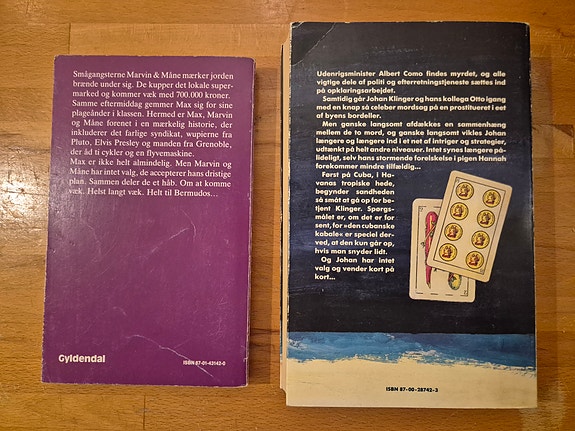 Smågangsterne Marvin & Måne mærker jorden
brænde under sig. De kupper det lokale super-
marked og kommer væk med 700.000 kroner.
Samme eftermiddag gemmer Max sig for sine
plageånder i klassen. Hermed er Max, Marvin
og Måne forenet i en mærkelig historie, der
inkluderer det farlige syndikat, wupierne fra
Pluto, Elvis Presley og manden fra Grenoble,
der åd ti cykler og en flyvemaskine.
Max er ikke helt almindelig. Men Marvin og
Måne har intet valg, de accepterer hans dristige
plan. Sammen deler de et håb. Om at komme
væk. Helst langt væk. Helt til Bermudos...
Gyldendal
ISBN 87-01-43142-0
Udenrigsminister Albert Como findes myrdet, og alle
vigtige dele af politi og efterretningstjeneste sættes ind
på opklaringsarbejdet.
Samtidig går Johan Klinger og hans kollega Otto igang
med en knap så celeber mordsag på en prostitueret i eet
af byens bordeller.
Men ganske langsomt afdækkes en sammenhæng
mellem de to mord, og ganske langsomt vikles Johan
længere og længere ind i et net af intriger og strategier,
udtænkt på helt andre niveauer. Intet synes længere på-
lideligt, selv hans stormende forelskelse i pigen Hannah
forekommer mindre tilfældig...
Først på Cuba, i Ha-
vanas tropiske hede,
begynder sandheden
så småt at gå op for be-
tjent Klinger. Spørgs-
målet er, om det er for
sent, for »den cubanske
kabale« er speciel der-
ved, at den kun går op,
hvis man snyder lidt.
Og Johan har intet
valg og vender kort på
kort...
ISBN 87-00-28742-3